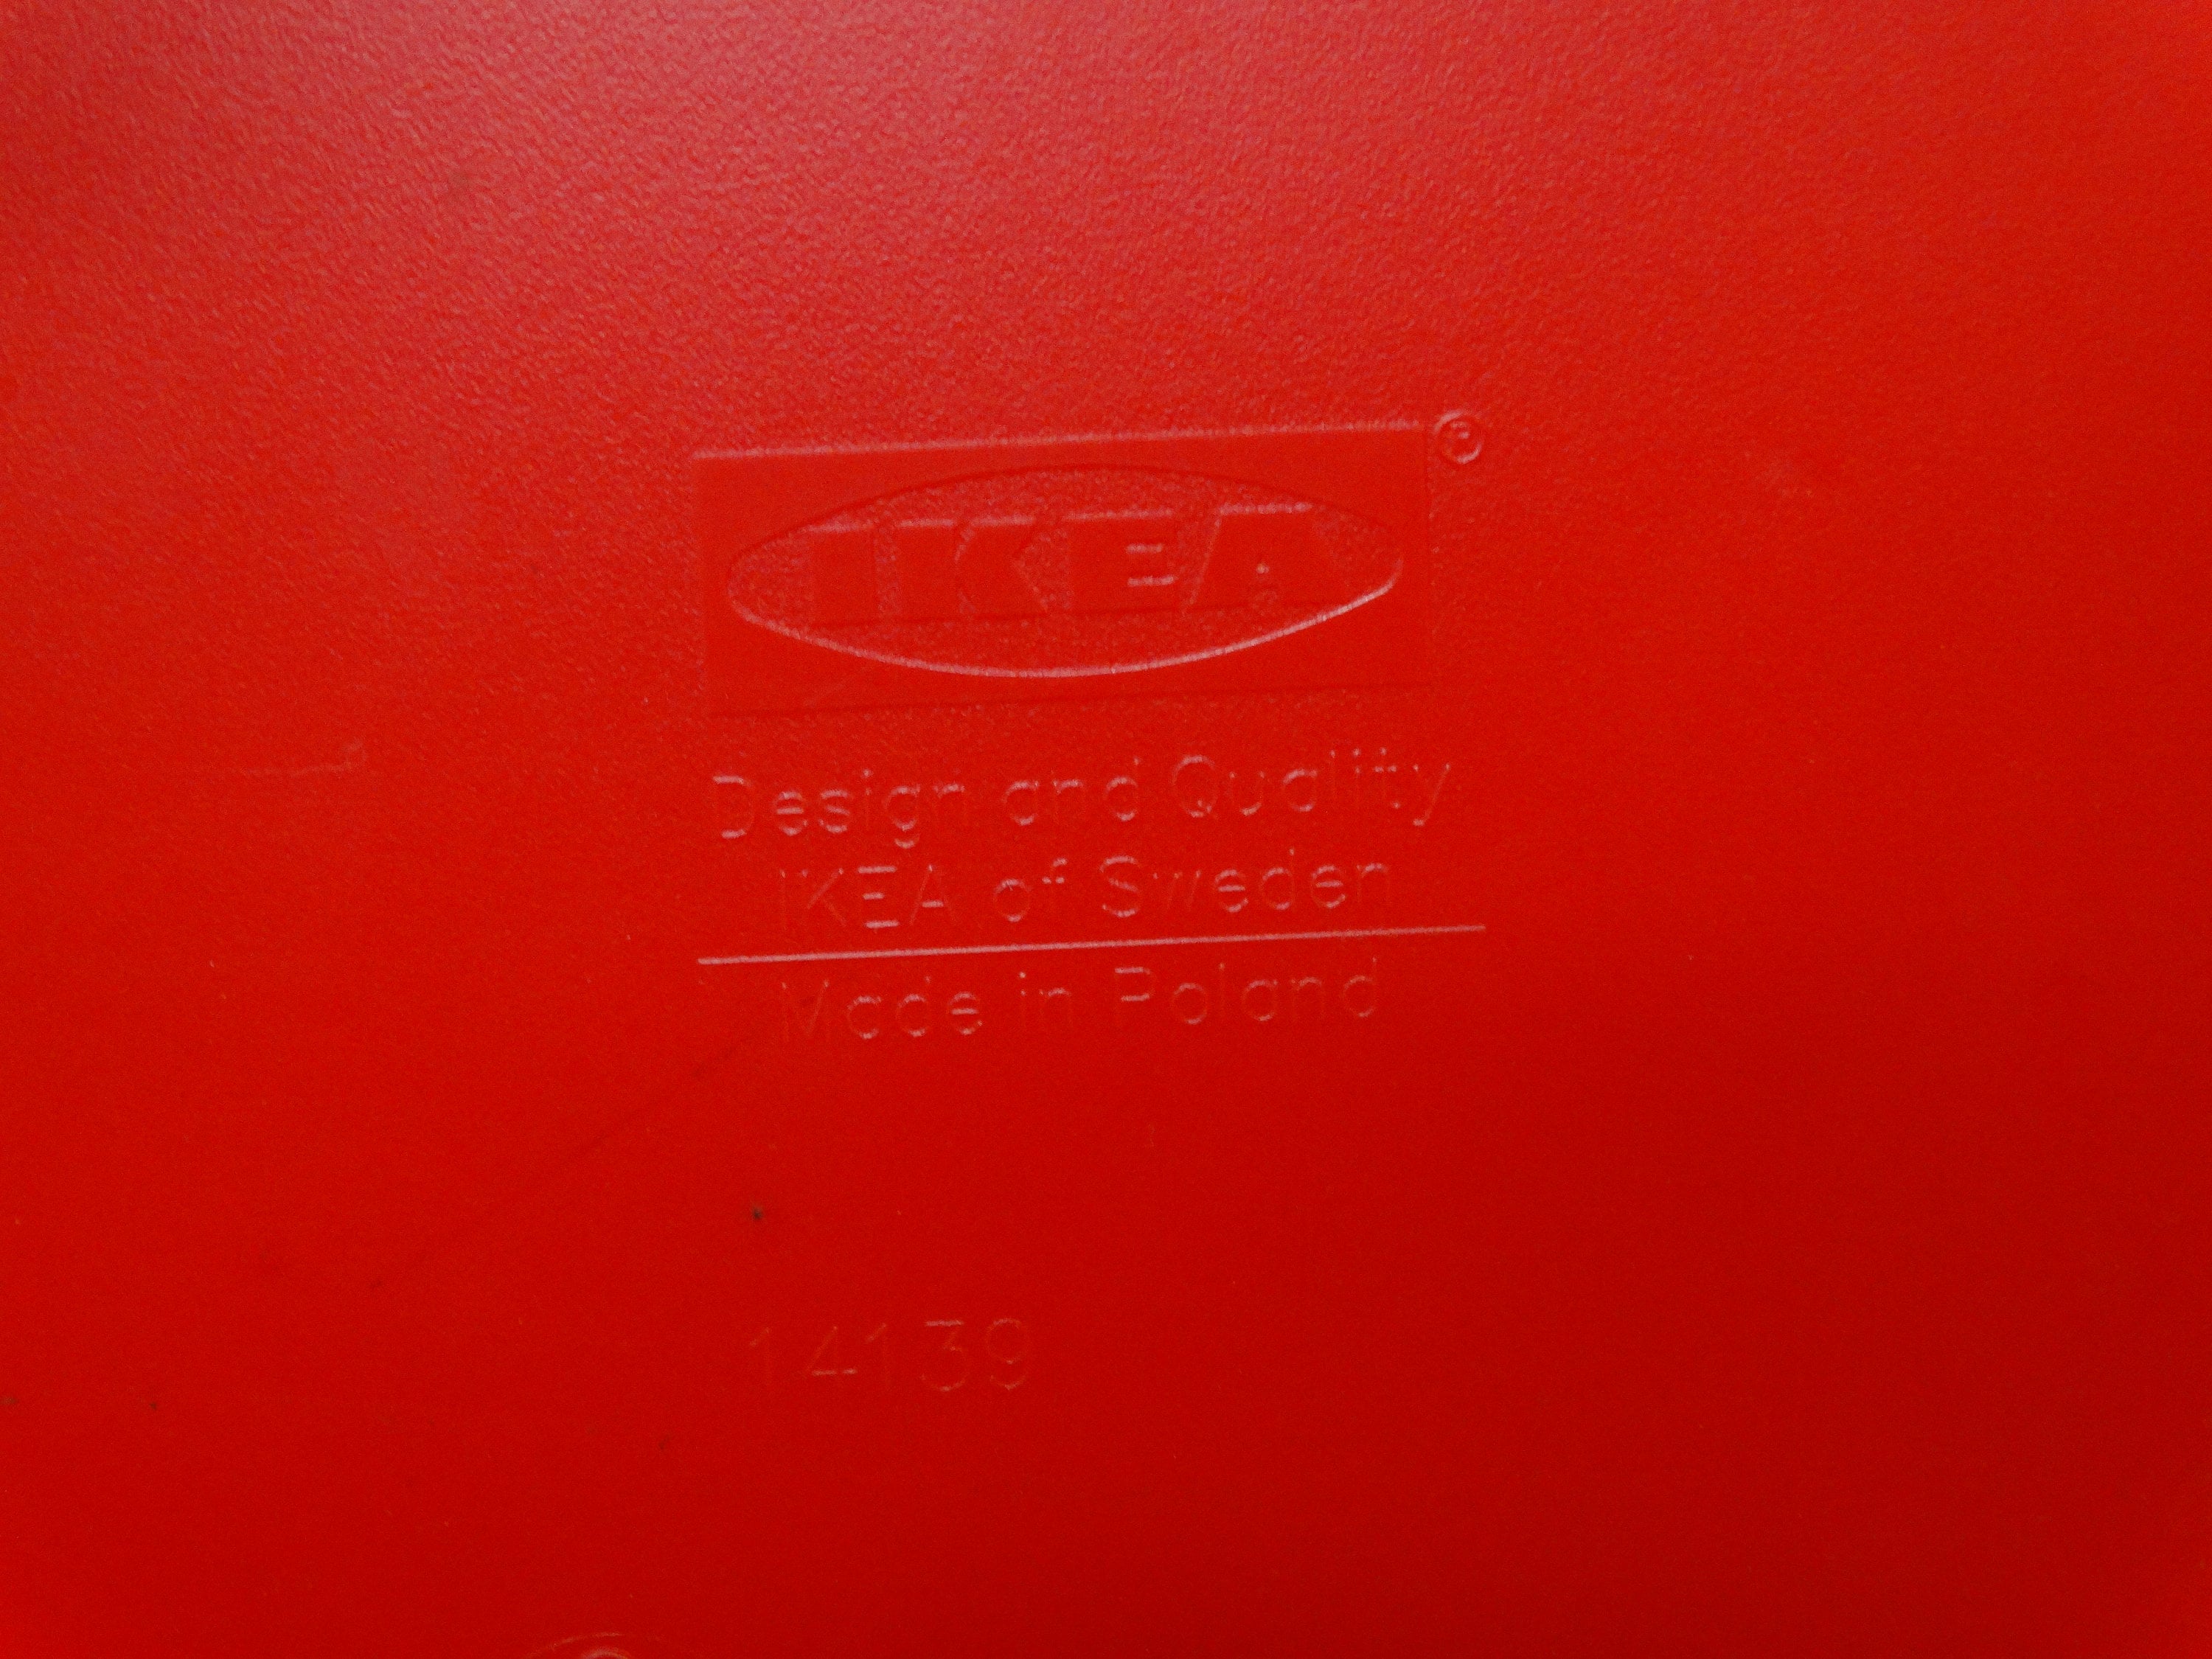 IKEA®
Design and Quality
IKEA of Sweden
Made in Poland
14139